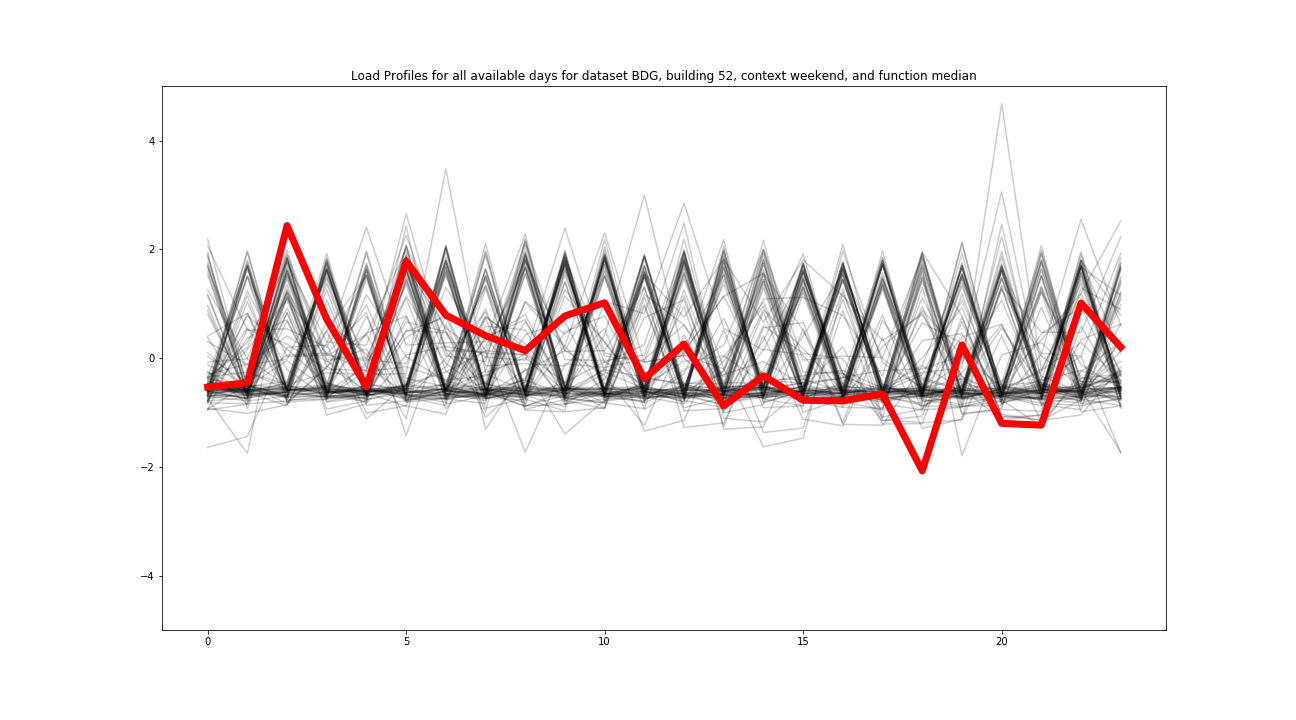 Load Profiles for all available days for dataset BDG, building 52, context weekend, and function median
4
2
0
−2
−4
0 5 10 15 20